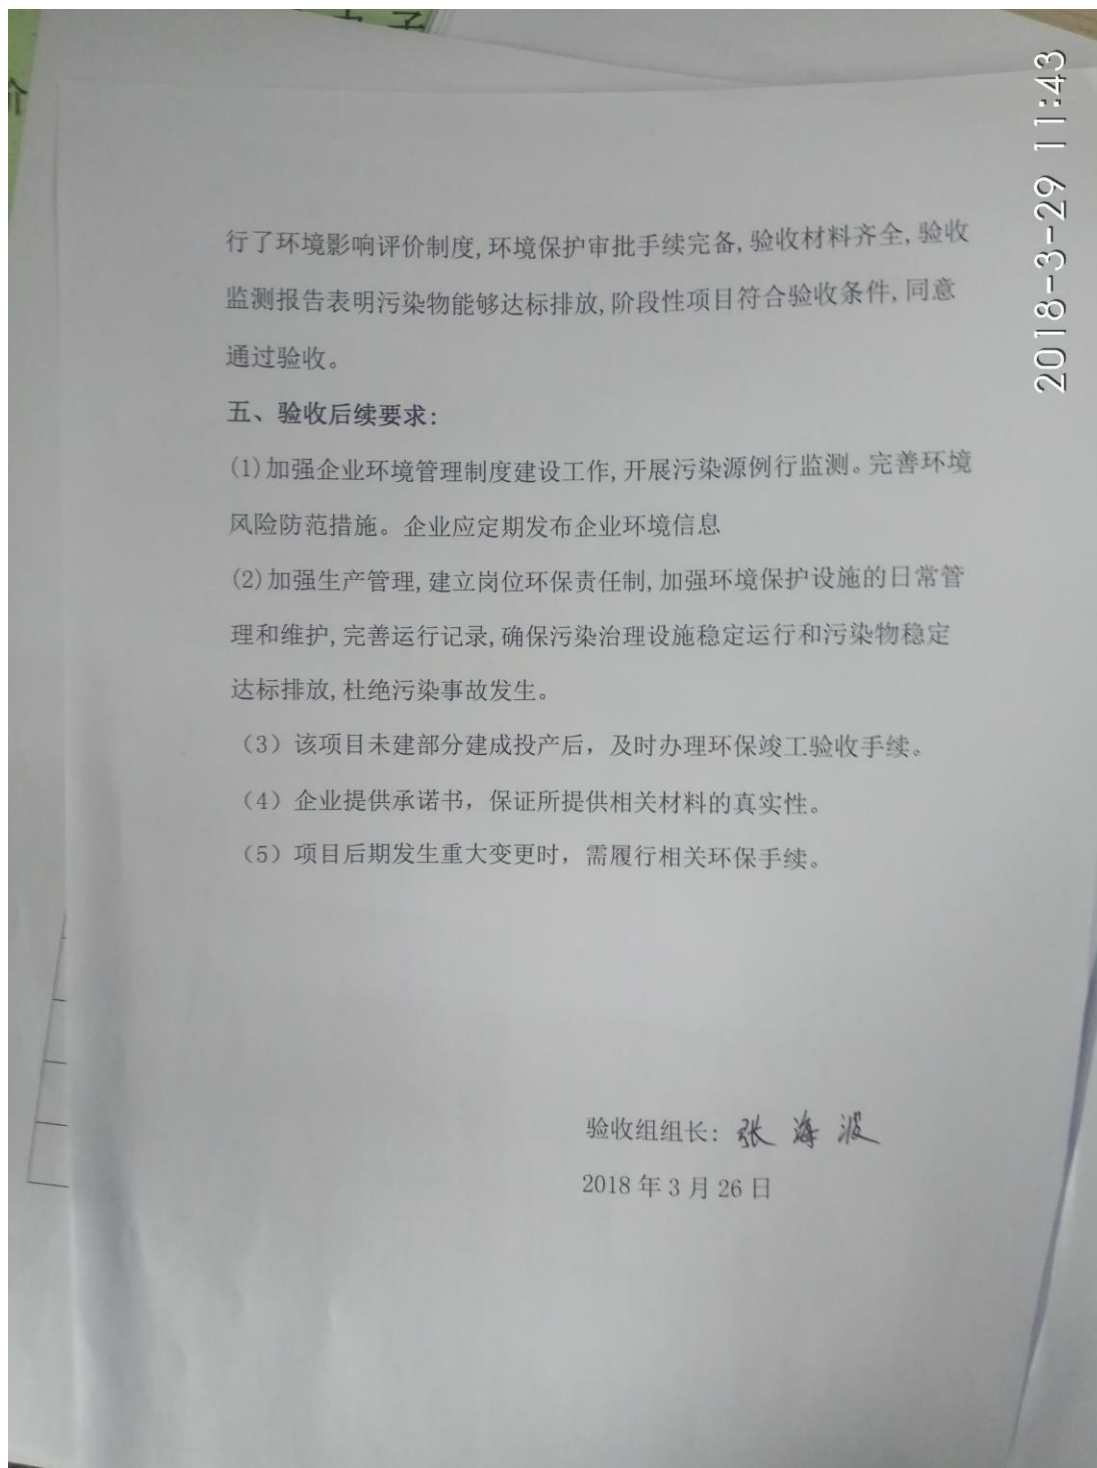 2018-3-29 11:43
行了环境影响评价制度,环境保护审批手续完备,验收材料齐全,验收
监测报告表明污染物能够达标排放,阶段性项目符合验收条件,同意
通过验收。
五、验收后续要求:
(1)加强企业环境管理制度建设工作,开展污染源例行监测。完善环境
风险防范措施。企业应定期发布企业环境信息
(2)加强生产管理,建立岗位环保责任制,加强环境保护设施的日常管
理和维护,完善运行记录,确保污染治理设施稳定运行和污染物稳定
达标排放,杜绝污染事故发生。
（3）该项目未建部分建成投产后，及时办理环保竣工验收手续。
（4）企业提供承诺书，保证所提供相关材料的真实性。
（5）项目后期发生重大变更时，需履行相关环保手续。
验收组组长: 张海波
2018 年 3 月 26 日